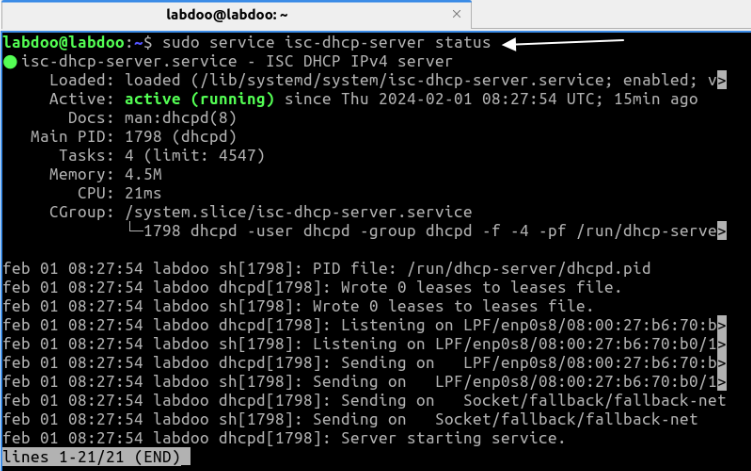 labdoo@labdoo: ~
labdoo@labdoo:~$ sudo service isc-dhcp-server status
● isc-dhcp-server.service - ISC DHCP IPv4 server
Loaded: loaded (/lib/systemd/system/isc-dhcp-server.service; enabled; v>
Active: active (running) since Thu 2024-02-01 08:27:54 UTC; 15min ago
Docs: man:dhcpd(8)
Main PID: 1798 (dhcpd)
Tasks: 4 (limit: 4547)
Memory: 4.5M
CPU: 21ms
CGroup: /system.slice/isc-dhcp-server.service
└─1798 dhcpd -user dhcpd -group dhcpd -f -4 -pf /run/dhcp-serve>
feb 01 08:27:54 labdoo sh[1798]: PID file: /run/dhcp-server/dhcpd.pid
feb 01 08:27:54 labdoo dhcpd[1798]: Wrote 0 leases to leases file.
feb 01 08:27:54 labdoo sh[1798]: Wrote 0 leases to leases file.
feb 01 08:27:54 labdoo dhcpd[1798]: Listening on LPF/enp0s8/08:00:27:b6:70:b>
feb 01 08:27:54 labdoo sh[1798]: Listening on LPF/enp0s8/08:00:27:b6:70:b0/1>
feb 01 08:27:54 labdoo dhcpd[1798]: Sending on   LPF/enp0s8/08:00:27:b6:70:b>
feb 01 08:27:54 labdoo sh[1798]: Sending on   LPF/enp0s8/08:00:27:b6:70:b0/1>
feb 01 08:27:54 labdoo dhcpd[1798]: Sending on   Socket/fallback/fallback-net
feb 01 08:27:54 labdoo sh[1798]: Sending on   Socket/fallback/fallback-net
feb 01 08:27:54 labdoo dhcpd[1798]: Server starting service.
lines 1-21/21 (END)